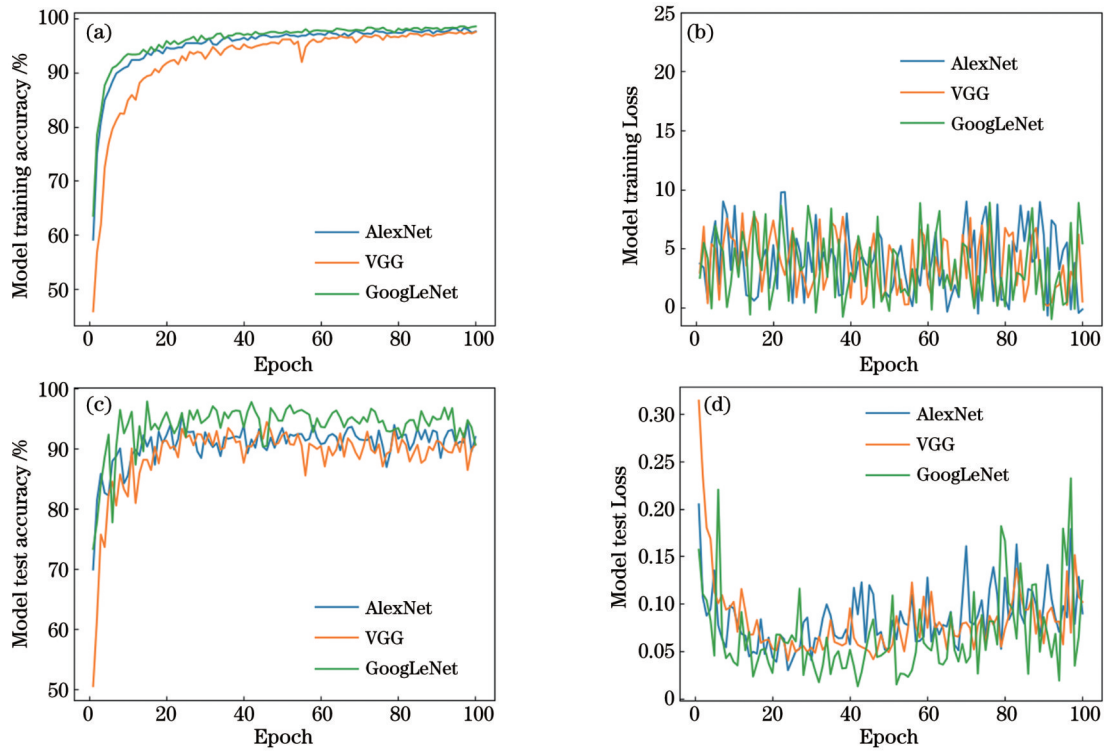 (a)
Model training accuracy /%
100
90
80
70
60
50
AlexNet
VGG
GoogLeNet
0
20
40
60
80
100
Epoch
(b)
Model training Loss
25
20
15
10
5
0
AlexNet
VGG
GoogLeNet
0
20
40
60
80
100
Epoch
(c)
Model test accuracy /%
100
90
80
70
60
50
AlexNet
VGG
GoogLeNet
0
20
40
60
80
100
Epoch
(d)
Model test Loss
0.30
0.25
0.20
0.15
0.10
0.05
0
AlexNet
VGG
GoogLeNet
0
20
40
60
80
100
Epoch